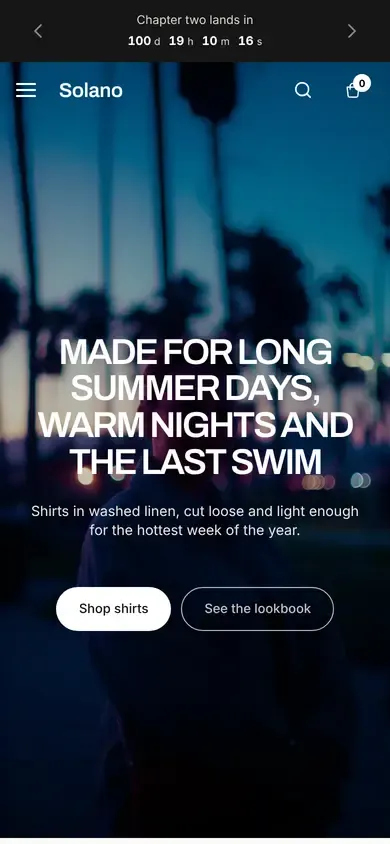 Chapter two lands in
100 d 19 h 10 m 16 s
Solano
0
MADE FOR LONG
SUMMER DAYS,
WARM NIGHTS AND
THE LAST SWIM
Shirts in washed linen, cut loose and light enough
for the hottest week of the year.
Shop shirts
See the lookbook